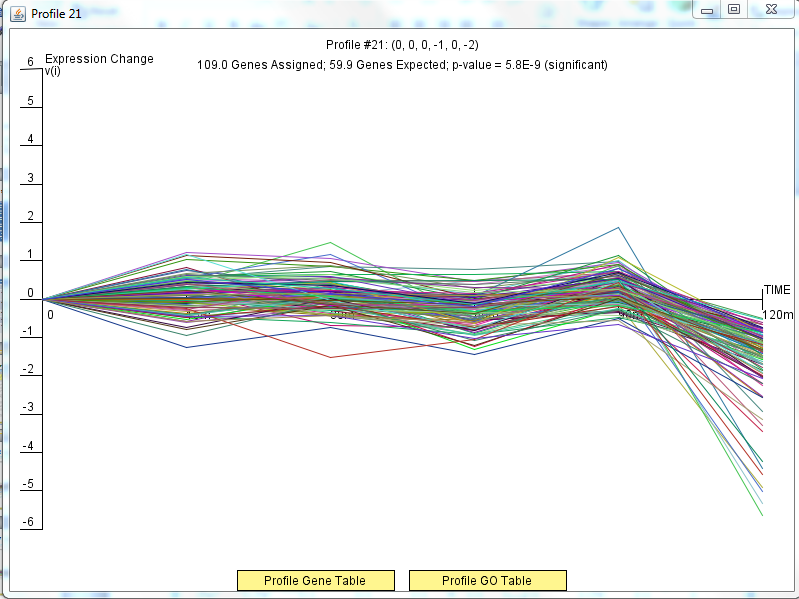 Profile 21
Profile #21: (0, 0, 0, -1, 0, -2)
109.0 Genes Assigned; 59.9 Genes Expected; p-value = 5.8E-9 (significant)
Expression Change
v(i)
6
5
4
3
2
1
0
-1
-2
-3
-4
-5
-6
0
90m
120m
TIME
Profile Gene Table
Profile GO Table